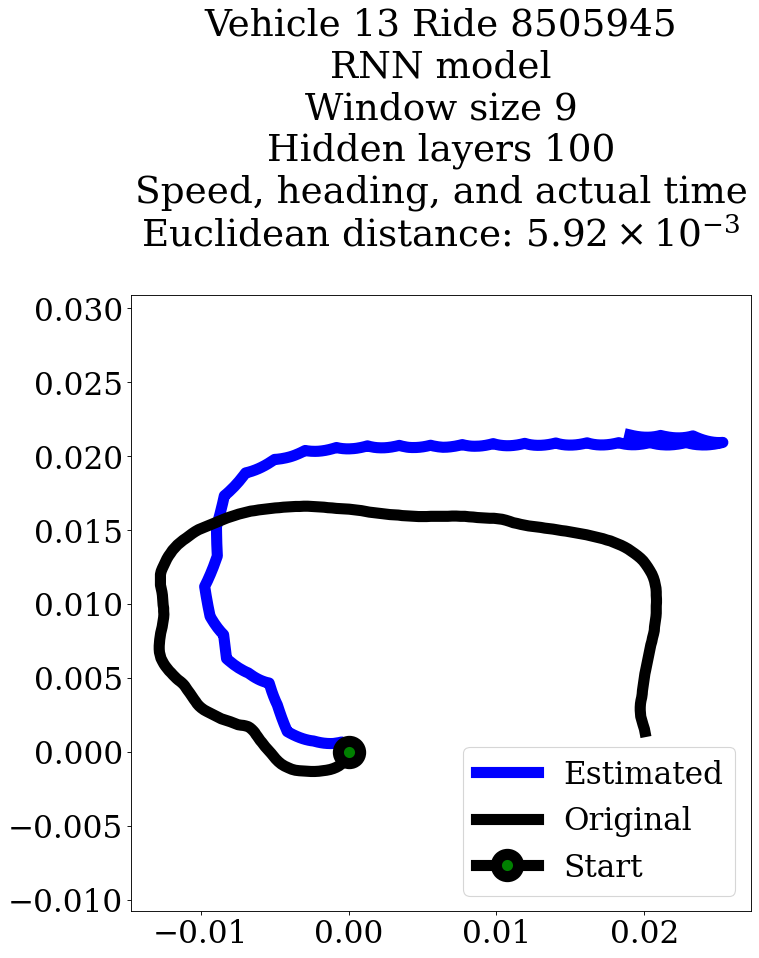 Vehicle 13 Ride 8505945
RNN model
Window size 9
Hidden layers 100
Speed, heading, and actual time
Euclidean distance: 5.92 × 10⁻³
0.030
0.025
0.020
0.015
0.010
0.005
0.000
−0.005
−0.010
Estimated
Original
Start
−0.01 0.00 0.01 0.02